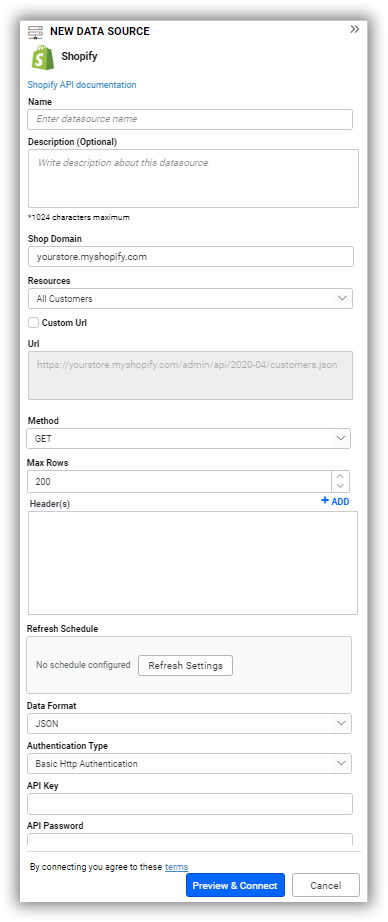 NEW DATA SOURCE
Shopify
Shopify API documentation
Name
Enter datasource name
Description (Optional)
Write description about this datasource
*1024 characters maximum
Shop Domain
yourstore.myshopify.com
Resources
All Customers
Custom Url
Url
https://yourstore.myshopify.com/admin/api/2020-04/customers.json
Method
GET
Max Rows
200
Header(s) + ADD
Refresh Schedule
No schedule configured Refresh Settings
Data Format
JSON
Authentication Type
Basic Http Authentication
API Key
API Password
By connecting you agree to these terms
Preview & Connect Cancel